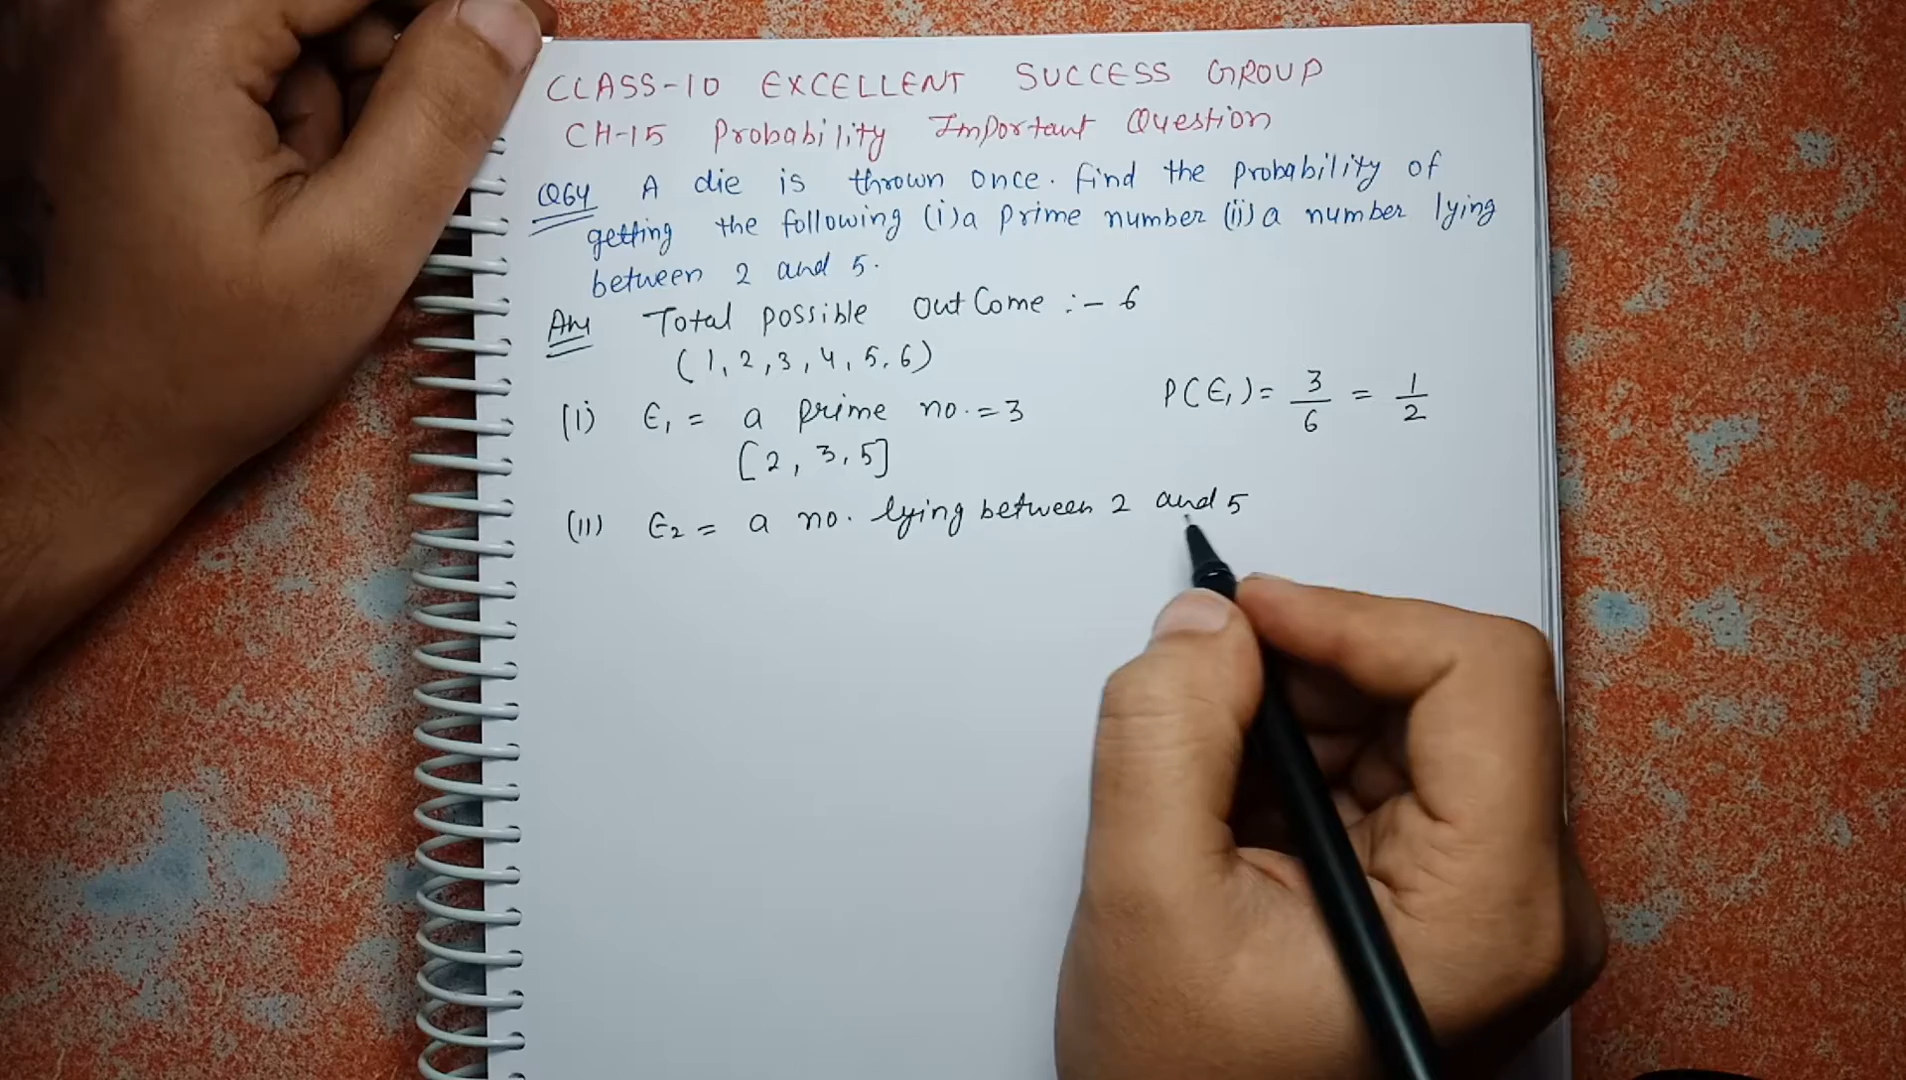 CLASS-10 EXCELLENT SUCCESS GROUP
CH-15 Probability Important Question
Q64 A die is thrown once. find the probability of
getting the following (i) a prime number (ii) a number lying
between 2 and 5.
Ans Total possible outCome :- 6
(1, 2, 3, 4, 5, 6)
(I) E₁ = a prime no. = 3 P(E₁) = 3/6 = 1/2
[2, 3, 5]
(II) E₂ = a no. lying between 2 and 5